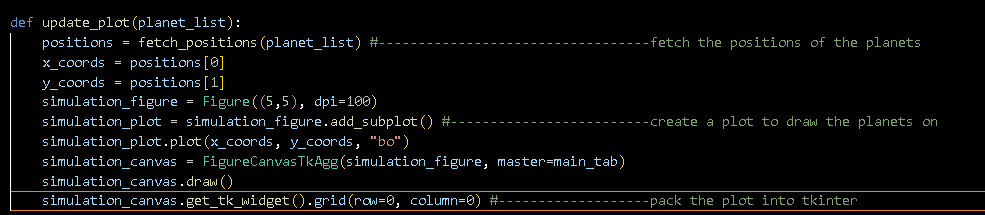 def update_plot(planet_list):
    positions = fetch_positions(planet_list) #----------------------------------fetch the positions of the planets
    x_coords = positions[0]
    y_coords = positions[1]
    simulation_figure = Figure((5,5), dpi=100)
    simulation_plot = simulation_figure.add_subplot() #-------------------------create a plot to draw the planets on
    simulation_plot.plot(x_coords, y_coords, "bo")
    simulation_canvas = FigureCanvasTkAgg(simulation_figure, master=main_tab)
    simulation_canvas.draw()
    simulation_canvas.get_tk_widget().grid(row=0, column=0) #-------------------pack the plot into tkinter